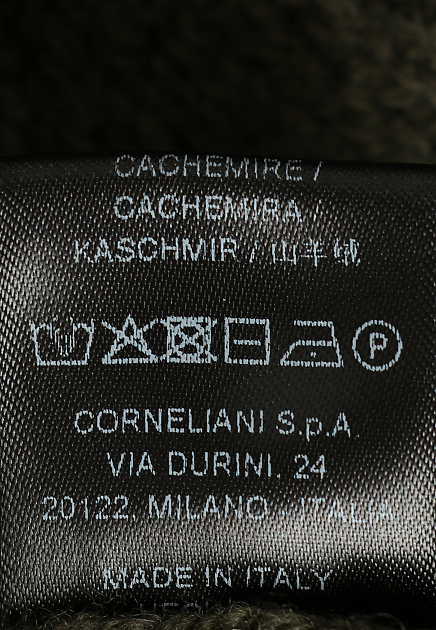 CACHEMIRE /
CACHEMIRA /
KASCHMIR / 山羊绒
P
CORNELIANI S.p.A.
VIA DURINI, 24
20122, MILANO - ITALIA
MADE IN ITALY